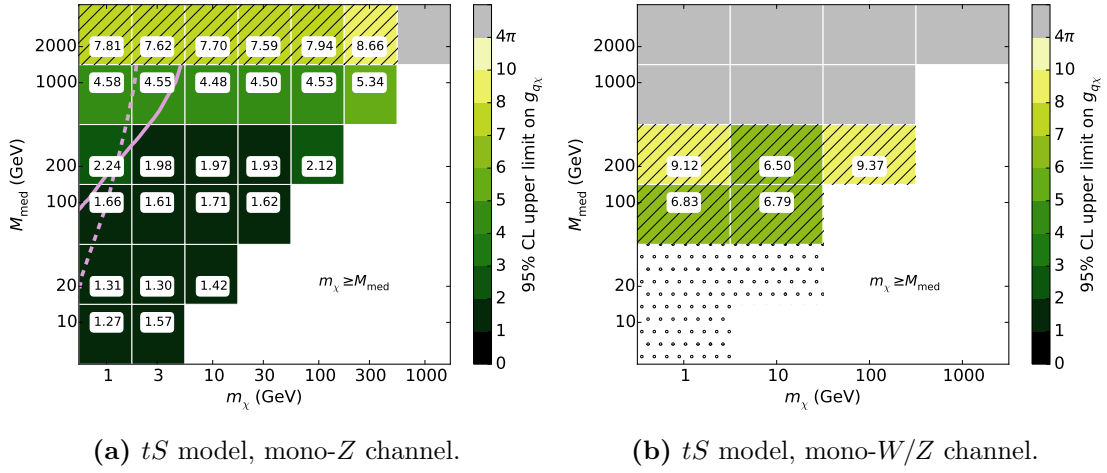 2000 7.81 7.62 7.70 7.59 7.94 8.66
1000 4.58 4.55 4.48 4.50 4.53 5.34
200 2.24 1.98 1.97 1.93 2.12
100 1.66 1.61 1.71 1.62
20 1.31 1.30 1.42
10 1.27 1.57
m_χ ≥ M_med
M_med (GeV)
1 3 10 30 100 300 1000
m_χ (GeV)
4π
10
8
7
6
5
4
3
2
1
0
95% CL upper limit on g_qχ
(a) tS model, mono-Z channel.
2000
1000
200 9.12 6.50 9.37
100 6.83 6.79
20
10
m_χ ≥ M_med
M_med (GeV)
1 10 100 1000
m_χ (GeV)
4π
10
8
7
6
5
4
3
2
1
0
95% CL upper limit on g_qχ
(b) tS model, mono-W/Z channel.